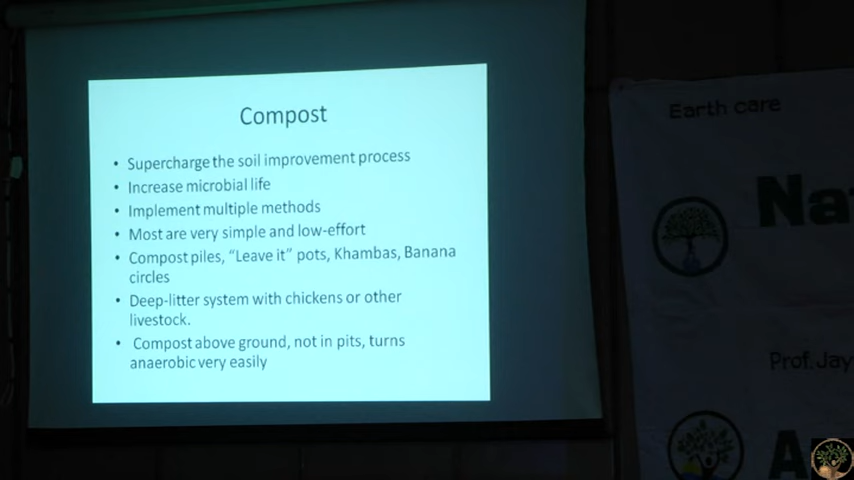 Compost
• Supercharge the soil improvement process
• Increase microbial life
• Implement multiple methods
• Most are very simple and low-effort
• Compost piles, “Leave it” pots, Khambas, Banana
circles
• Deep-litter system with chickens or other
livestock.
• Compost above ground, not in pits, turns
anaerobic very easily
Earth care
Na
Prof. Jay
A